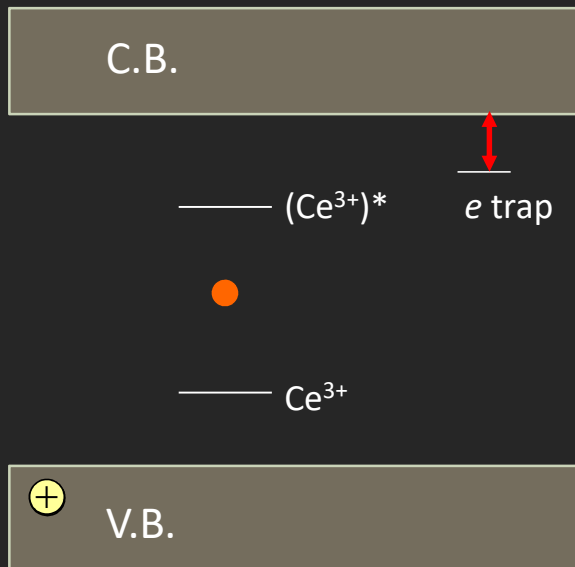 C.B.
(Ce³⁺)*
e trap
Ce³⁺
+
V.B.